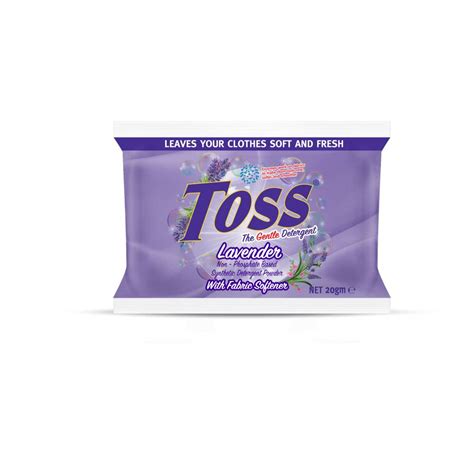 LEAVES YOUR CLOTHES SOFT AND FRESH
TOSS
The Gentle Detergent
Lavender
Non - Phosphate Based
Synthetic Detergent Powder
With Fabric Softener
NET 20gm ℮